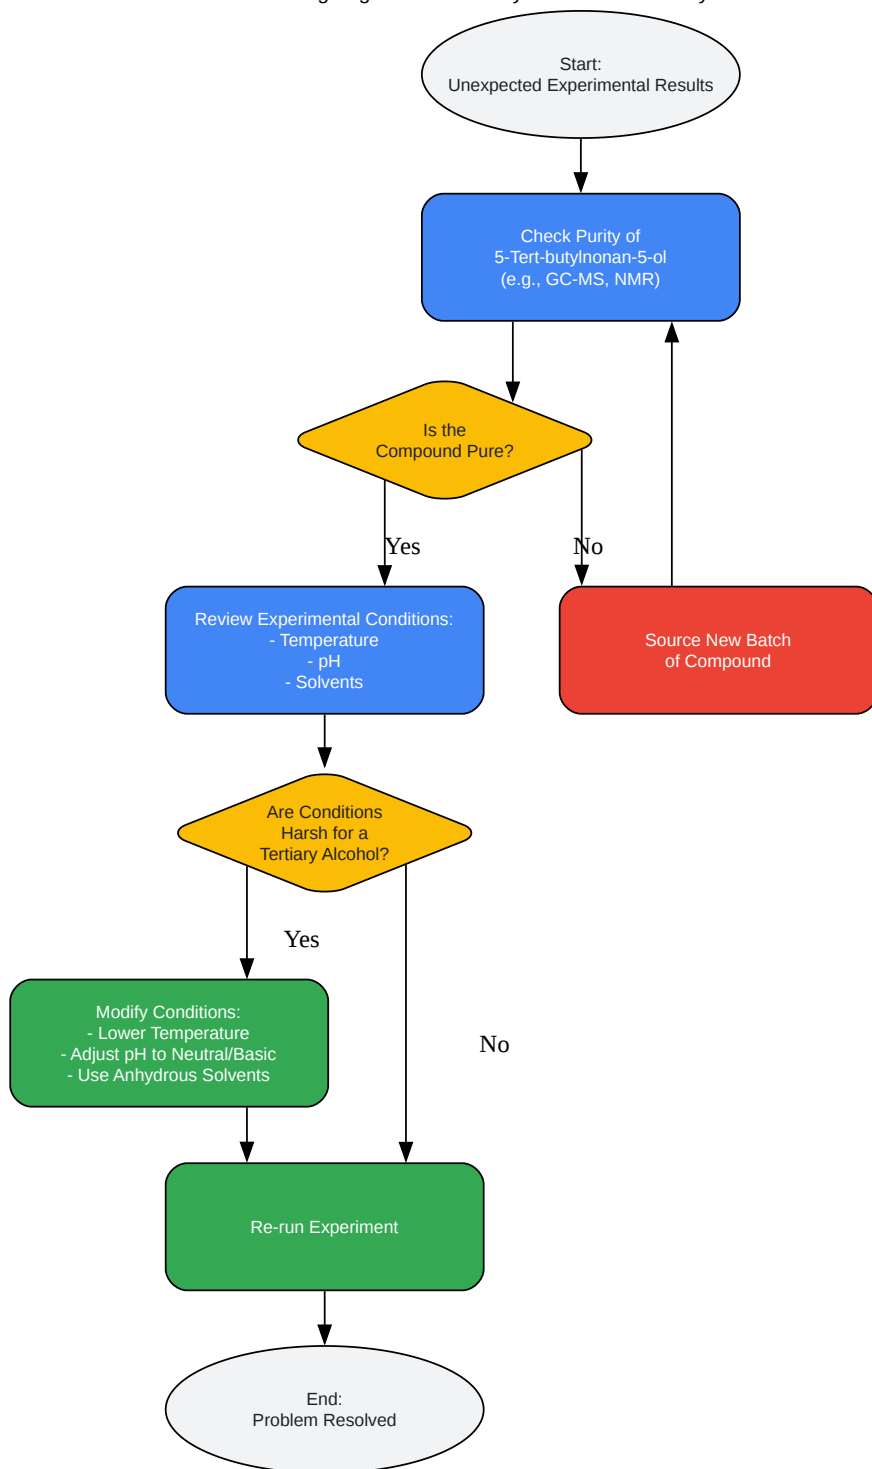 Start:
Unexpected Experimental Results
Check Purity of
5-Tert-butylnonan-5-ol
(e.g., GC-MS, NMR)
Is the
Compound Pure?
Yes
No
Review Experimental Conditions:
- Temperature
- pH
- Solvents
Source New Batch
of Compound
Are Conditions
Harsh for a
Tertiary Alcohol?
Yes
Modify Conditions:
- Lower Temperature
- Adjust pH to Neutral/Basic
- Use Anhydrous Solvents
No
Re-run Experiment
End:
Problem Resolved